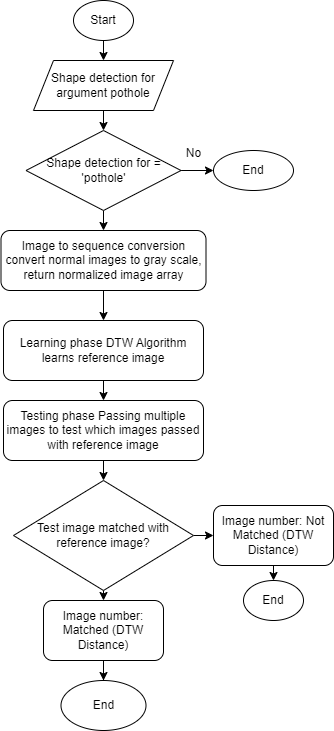 Start
Shape detection for
argument pothole
Shape detection for =
'pothole'
No
End
Image to sequence conversion
convert normal images to gray scale,
return normalized image array
Learning phase DTW Algorithm
learns reference image
Testing phase Passing multiple
images to test which images passed
with reference image
Test image matched with
reference image?
Image number: Not
Matched (DTW
Distance)
End
Image number:
Matched (DTW
Distance)
End